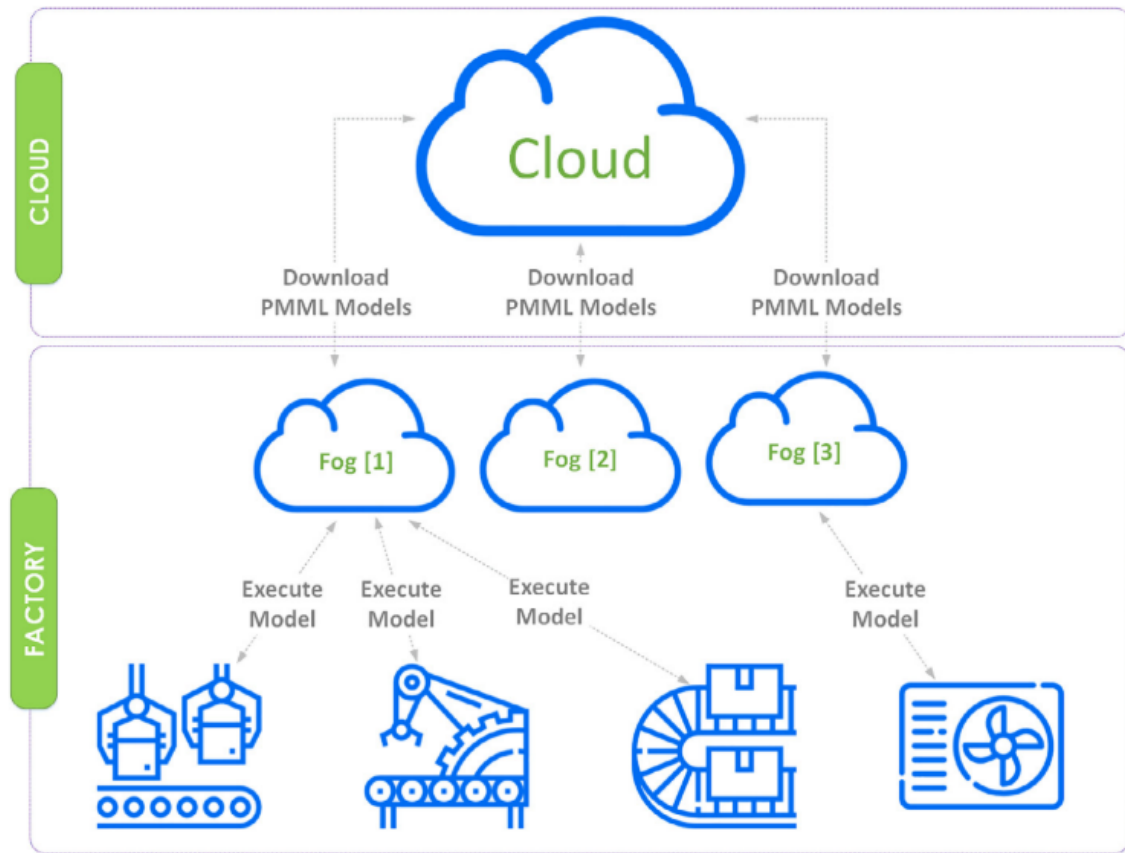 CLOUD
Cloud
Download
PMML Models
Download
PMML Models
Download
PMML Models
FACTORY
Fog [1]
Fog [2]
Fog [3]
Execute
Model
Execute
Model
Execute
Model
Execute
Model